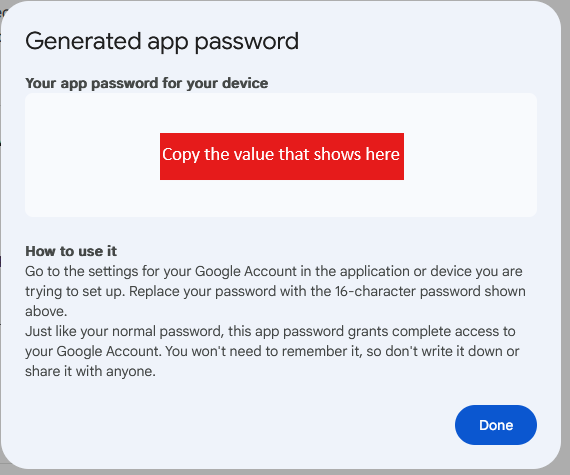 Generated app password
Your app password for your device
Copy the value that shows here
How to use it
Go to the settings for your Google Account in the application or device you are
trying to set up. Replace your password with the 16-character password shown
above.
Just like your normal password, this app password grants complete access to
your Google Account. You won't need to remember it, so don't write it down or
share it with anyone.
Done